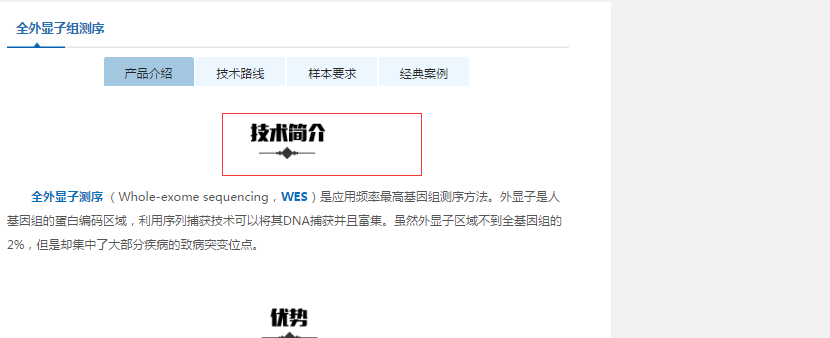 全外显子组测序
产品介绍 技术路线 样本要求 经典案例
技术简介
全外显子测序（Whole-exome sequencing，WES）是应用频率最高基因组测序方法。外显子是人
基因组的蛋白编码区域，利用序列捕获技术可以将其DNA捕获并且富集。虽然外显子区域不到全基因组的
2%，但是却集中了大部分疾病的致病突变位点。
优势